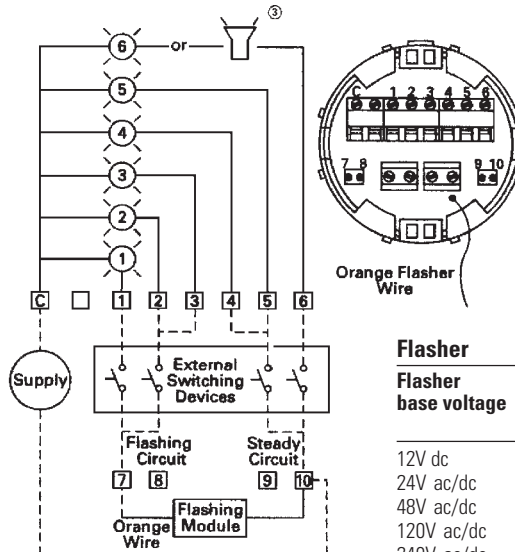 ③
6 or
5
4
3
2
1
C 1 2 3 4 5 6
Supply
External
Switching
Devices
Flashing
Circuit
Steady
Circuit
7 8 9 10
Orange
Wire
Flashing
Module
C 1 2 3 4 5 6
7 8 9 10
Orange Flasher
Wire
Flasher
Flasher
base voltage
12V dc
24V ac/dc
48V ac/dc
120V ac/dc
240V ac/dc